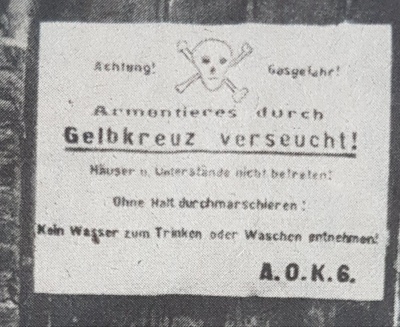 Achtung! Gasgefahr!
Armentieres durch
Gelbkreuz verseucht!
Häuser u. Unterstände nicht betreten!
Ohne Halt durchmarschieren!
Kein Wasser zum Trinken oder Waschen entnehmen!
A.O.K.6.